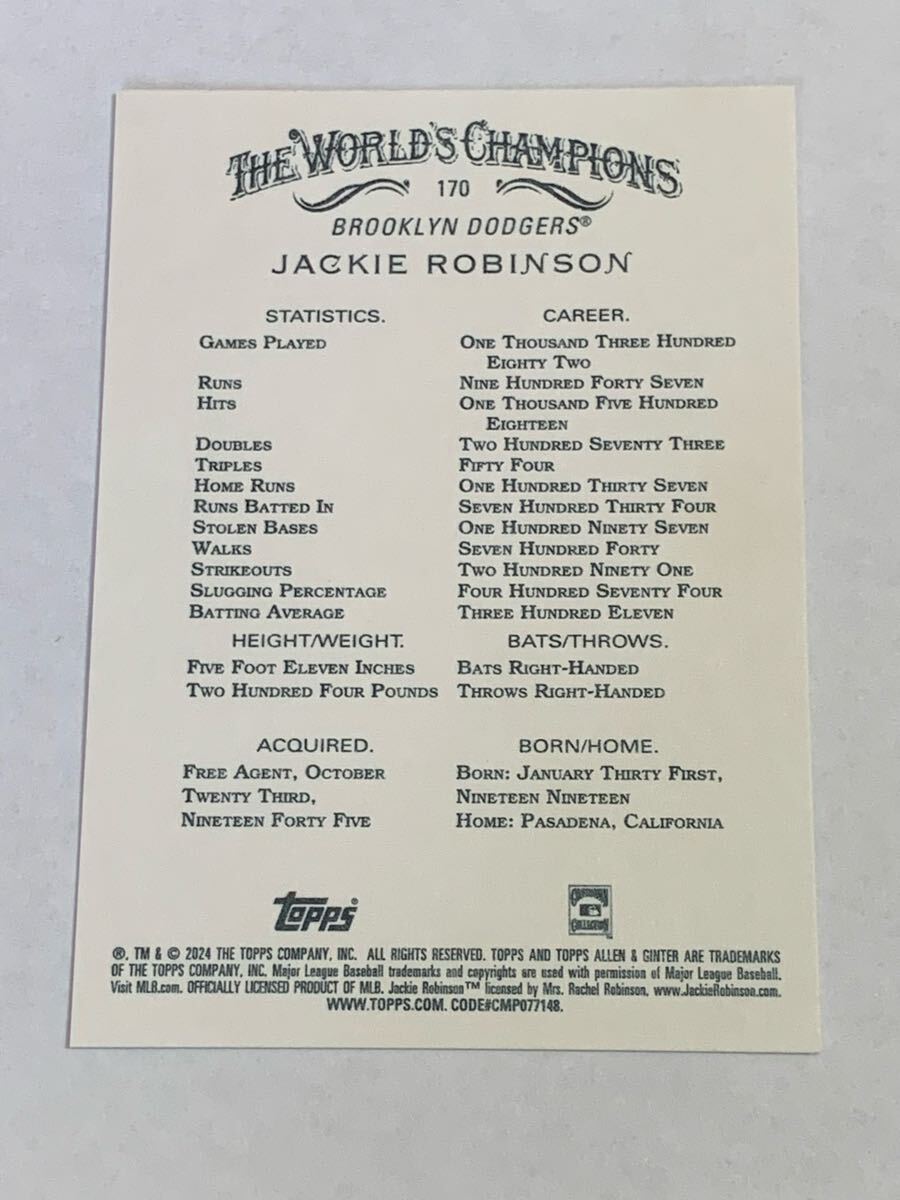 THE WORLD'S CHAMPIONS
170
BROOKLYN DODGERS®
JACKIE ROBINSON
STATISTICS. CAREER.
GAMES PLAYED ONE THOUSAND THREE HUNDRED
EIGHTY TWO
RUNS NINE HUNDRED FORTY SEVEN
HITS ONE THOUSAND FIVE HUNDRED
EIGHTEEN
DOUBLES TWO HUNDRED SEVENTY THREE
TRIPLES FIFTY FOUR
HOME RUNS ONE HUNDRED THIRTY SEVEN
RUNS BATTED IN SEVEN HUNDRED THIRTY FOUR
STOLEN BASES ONE HUNDRED NINETY SEVEN
WALKS SEVEN HUNDRED FORTY
STRIKEOUTS TWO HUNDRED NINETY ONE
SLUGGING PERCENTAGE FOUR HUNDRED SEVENTY FOUR
BATTING AVERAGE THREE HUNDRED ELEVEN
HEIGHT/WEIGHT. BATS/THROWS.
FIVE FOOT ELEVEN INCHES BATS RIGHT-HANDED
TWO HUNDRED FOUR POUNDS THROWS RIGHT-HANDED
ACQUIRED. BORN/HOME.
FREE AGENT, OCTOBER BORN: JANUARY THIRTY FIRST,
TWENTY THIRD, NINETEEN NINETEEN
NINETEEN FORTY FIVE HOME: PASADENA, CALIFORNIA
Topps® COOPERSTOWN COLLECTION
®, TM & © 2024 THE TOPPS COMPANY, INC. ALL RIGHTS RESERVED. TOPPS AND TOPPS ALLEN & GINTER ARE TRADEMARKS
OF THE TOPPS COMPANY, INC. Major League Baseball trademarks and copyrights are used with permission of Major League Baseball.
Visit MLB.com. OFFICIALLY LICENSED PRODUCT OF MLB. Jackie Robinson™ licensed by Mrs. Rachel Robinson, www.JackieRobinson.com.
WWW.TOPPS.COM. CODE#CMP077148.